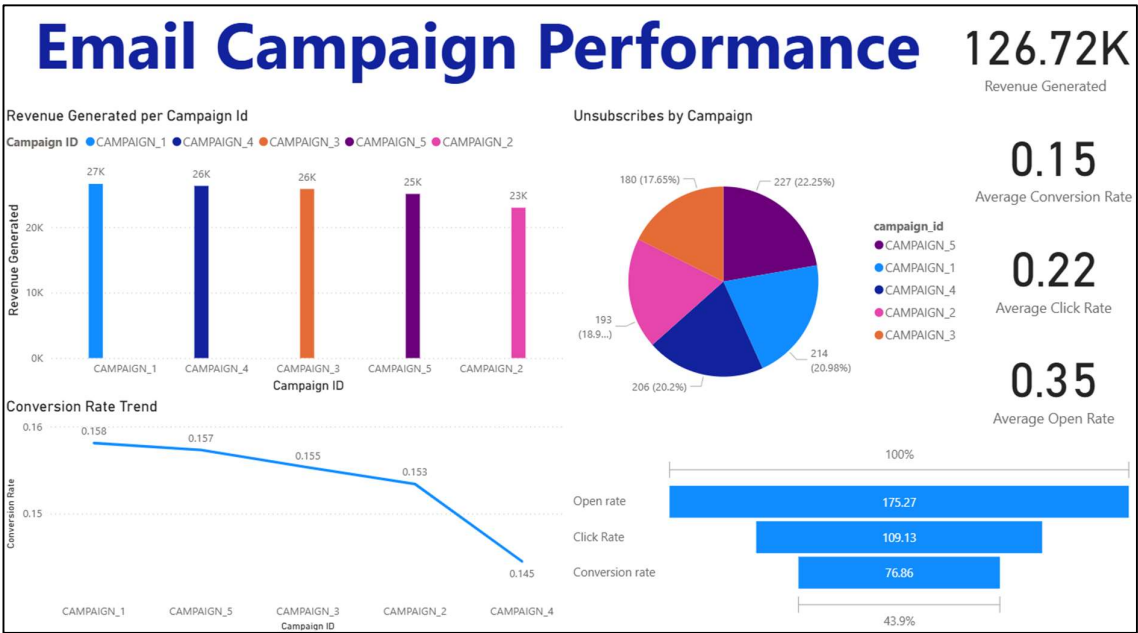 Email Campaign Performance
126.72K
Revenue Generated
0.15
Average Conversion Rate
0.22
Average Click Rate
0.35
Average Open Rate
Revenue Generated per Campaign Id
Campaign ID CAMPAIGN_1 CAMPAIGN_4 CAMPAIGN_3 CAMPAIGN_5 CAMPAIGN_2
Revenue Generated
20K
10K
0K
27K 26K 26K 25K 23K
CAMPAIGN_1 CAMPAIGN_4 CAMPAIGN_3 CAMPAIGN_5 CAMPAIGN_2
Campaign ID
Unsubscribes by Campaign
180 (17.65%)
227 (22.25%)
193
(18.9...)
206 (20.2%)
214
(20.98%)
campaign_id
CAMPAIGN_5
CAMPAIGN_1
CAMPAIGN_4
CAMPAIGN_2
CAMPAIGN_3
Conversion Rate Trend
Conversion Rate
0.16
0.15
0.158
0.157
0.155
0.153
0.145
CAMPAIGN_1 CAMPAIGN_5 CAMPAIGN_3 CAMPAIGN_2 CAMPAIGN_4
Campaign ID
100%
Open rate 175.27
Click Rate 109.13
Conversion rate 76.86
43.9%